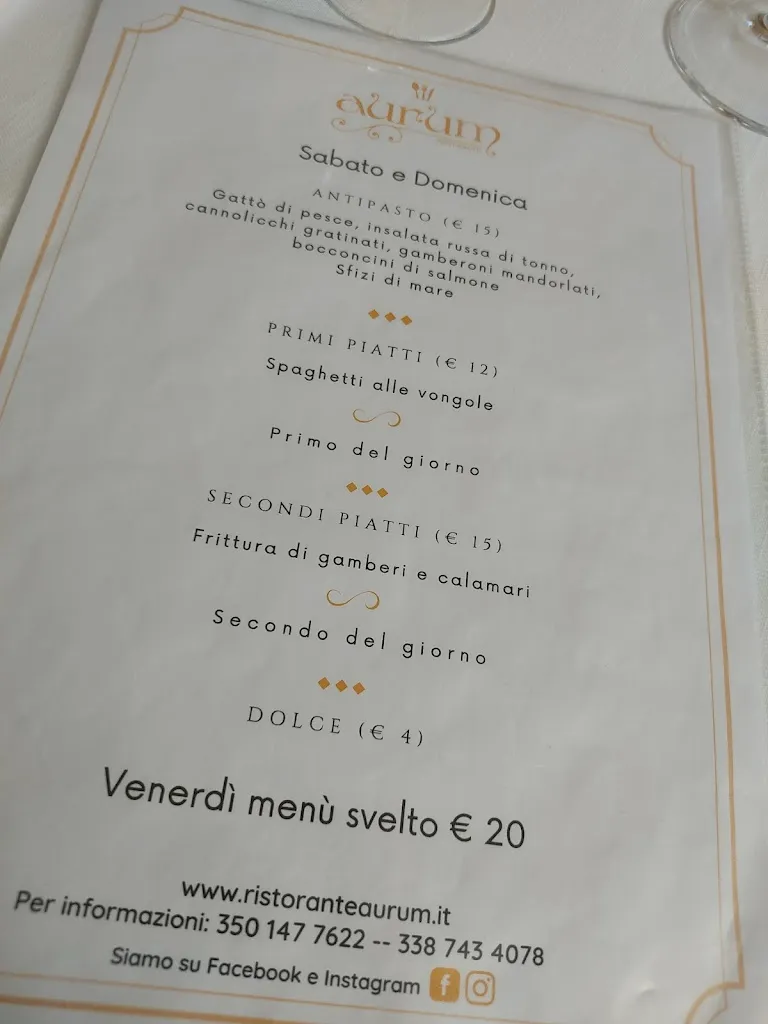 aurum
Sabato e Domenica
ANTIPASTO (€ 15)
Gattò di pesce, insalata russa di tonno,
cannolicchi gratinati, gamberoni mandorlati,
bocconcini di salmone
Sfizi di mare
PRIMI PIATTI (€ 12)
Spaghetti alle vongole
Primo del giorno
SECONDI PIATTI (€ 15)
Frittura di gamberi e calamari
Secondo del giorno
DOLCE (€ 4)
Venerdì menù svelto € 20
www.ristoranteaurum.it
Per informazioni: 350 147 7622 -- 338 743 4078
Siamo su Facebook e Instagram